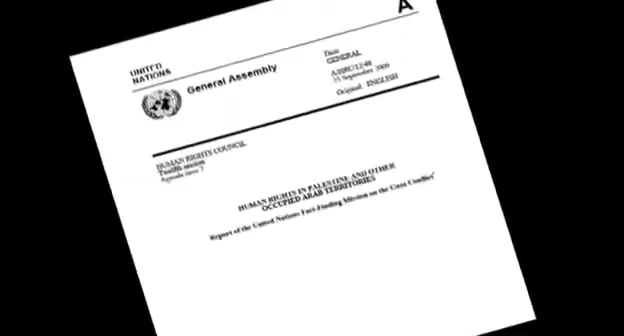 A
UNITED
NATIONS
General Assembly
Distr.
GENERAL
A/HRC/12/48
25 September 2009
Original: ENGLISH
HUMAN RIGHTS COUNCIL
Twelfth session
Agenda item 7
HUMAN RIGHTS IN PALESTINE AND OTHER
OCCUPIED ARAB TERRITORIES
Report of the United Nations Fact-Finding Mission on the Gaza Conflict*